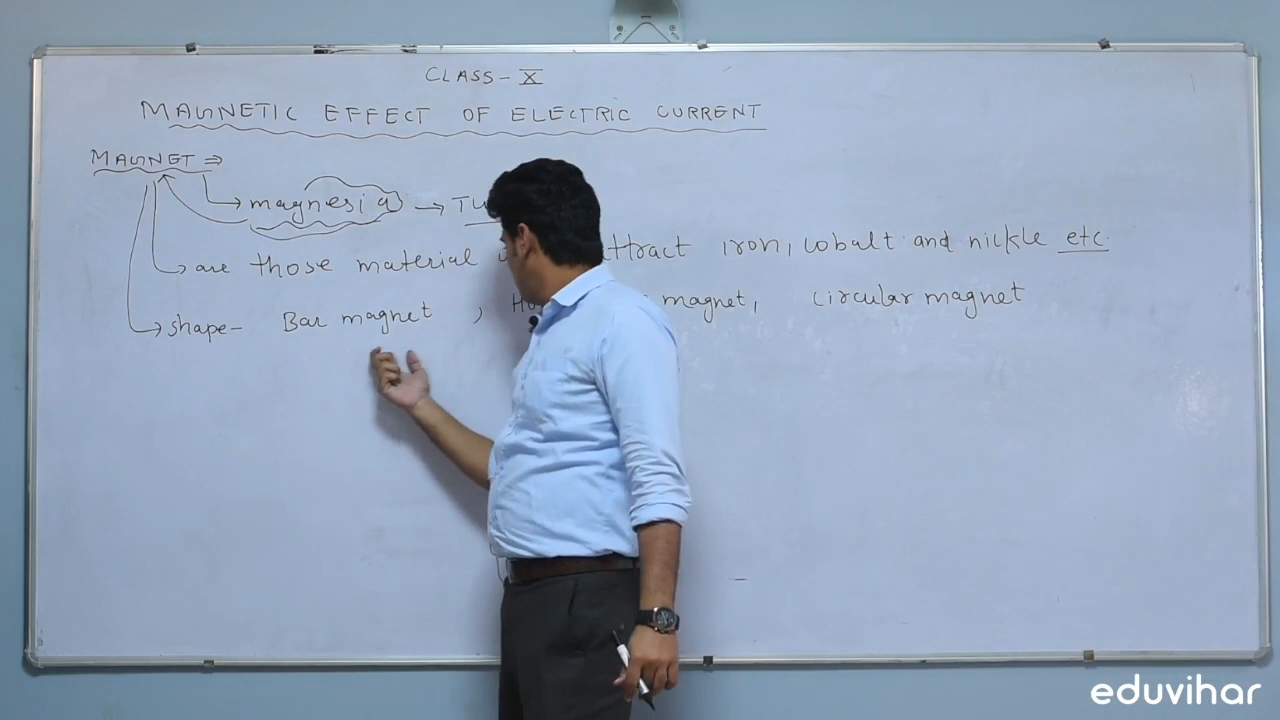 CLASS - X
MAGNETIC EFFECT OF ELECTRIC CURRENT
MAGNET ⇒
→ magnesia → TU
→ are those material attract iron, cobalt and nickle etc.
→ shape - Bar magnet , magnet, circular magnet
eduvihar